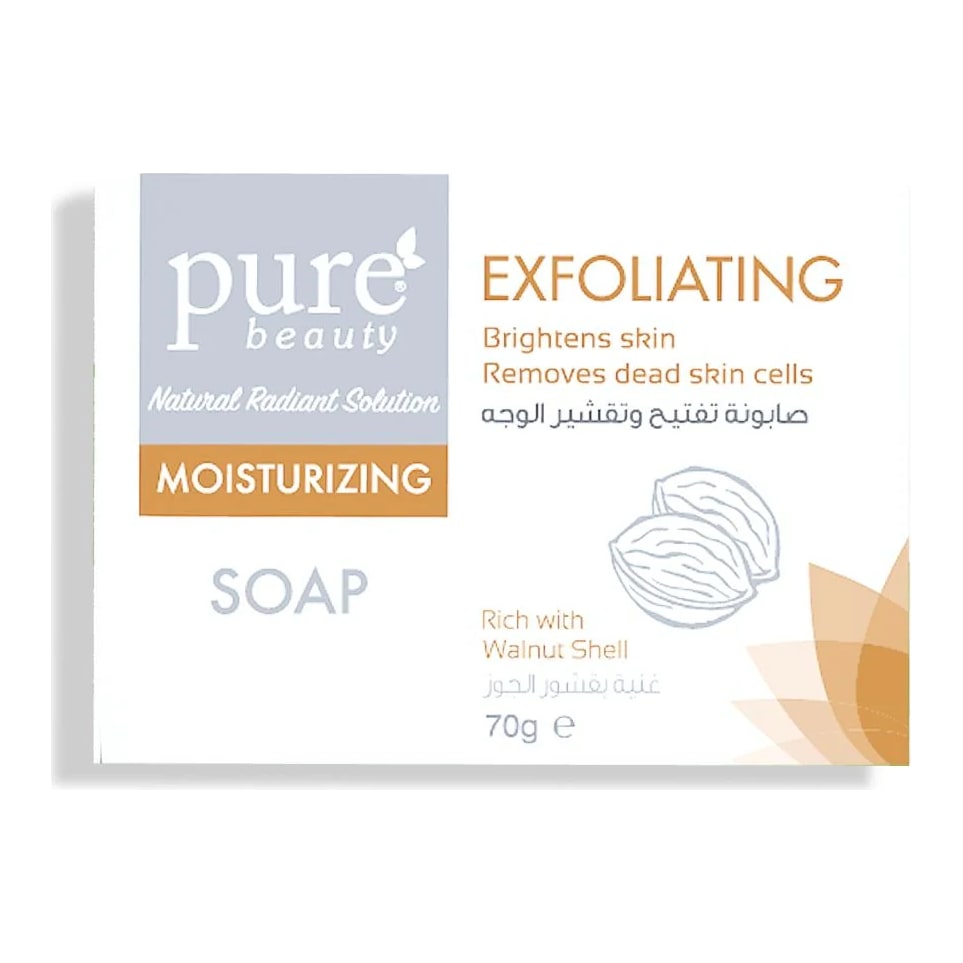 pure®
beauty
Natural Radiant Solution
MOISTURIZING
SOAP
EXFOLIATING
Brightens skin
Removes dead skin cells
صابونة تفتيح وتقشير الوجه
Rich with
Walnut Shell
غنية بقشور الجوز
70g ℮